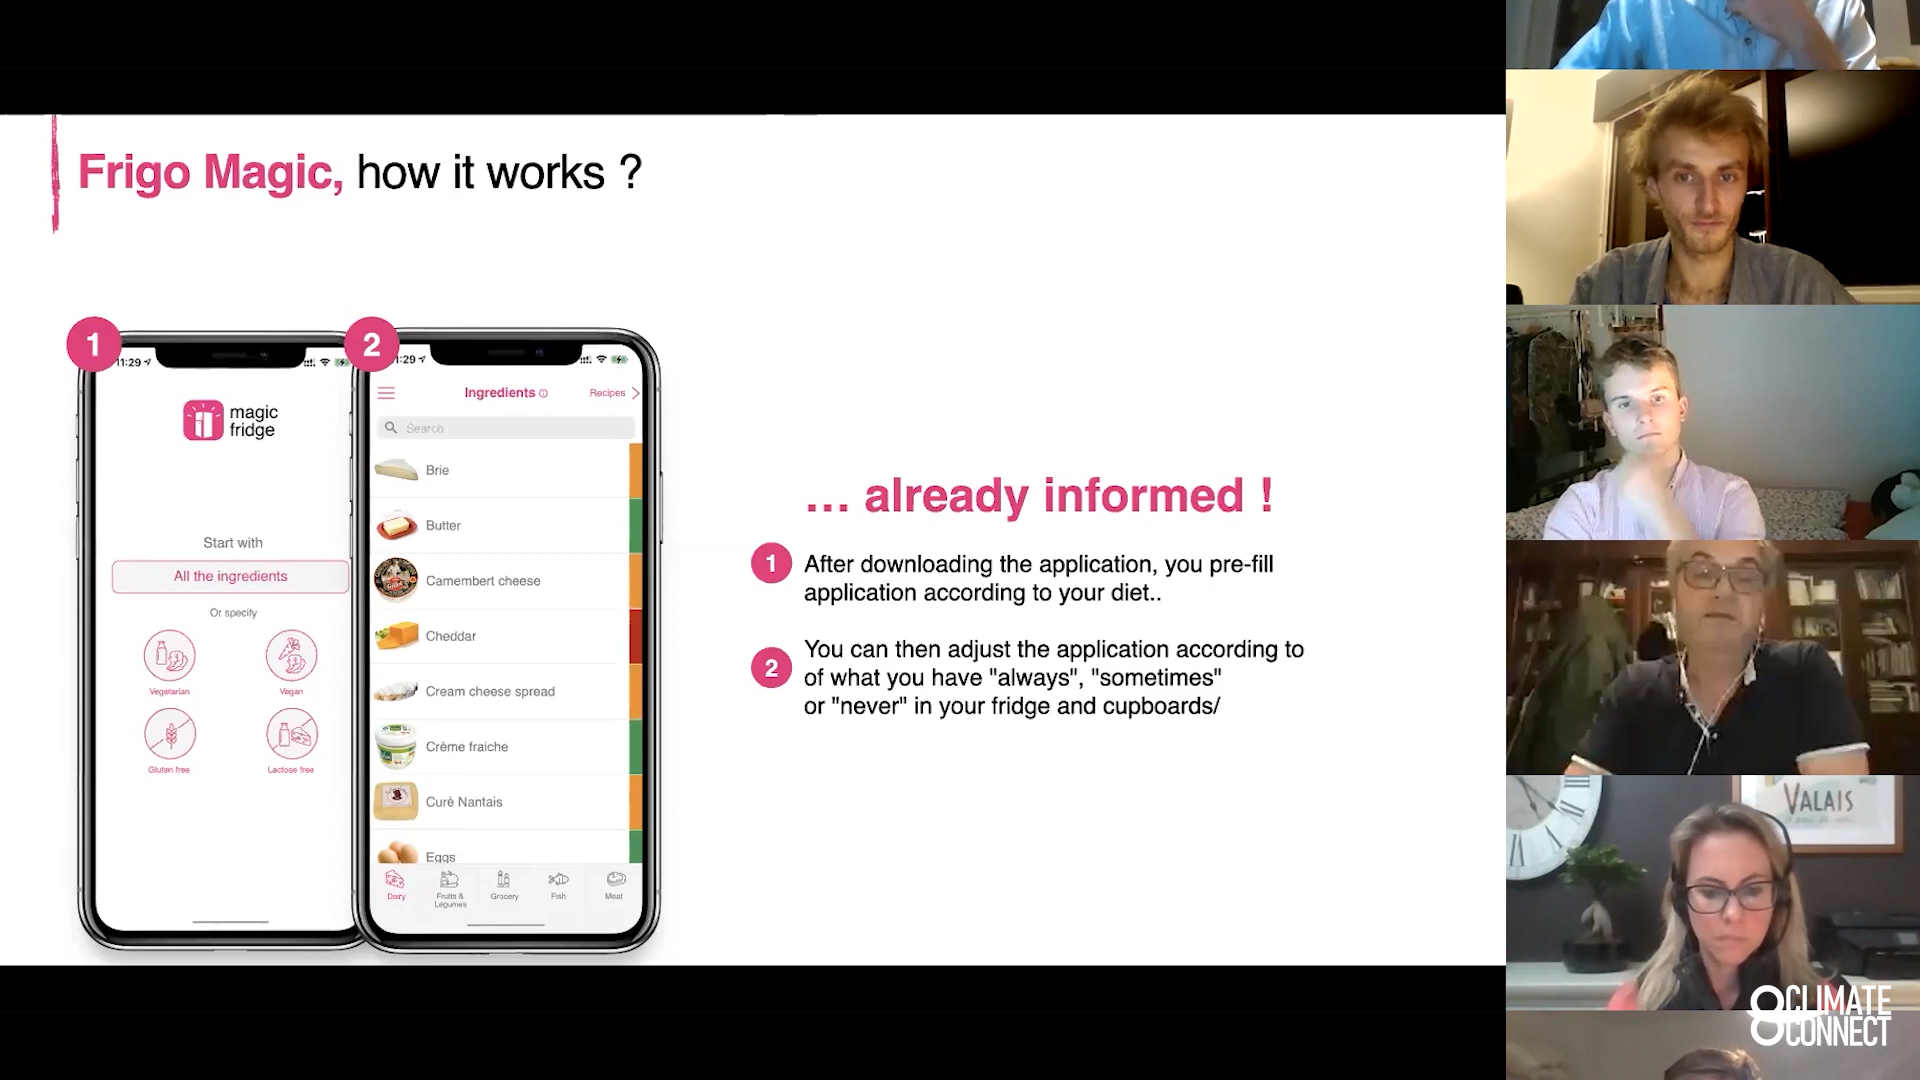 Frigo Magic, how it works ?
1
11:29
magic
fridge
Start with
All the ingredients
Or specify
Vegetarian
Vegan
Gluten free
Lactose free
2
1:29
Ingredients
Recipes
Search
Brie
Butter
Camembert cheese
Cheddar
Cream cheese spread
Crème fraiche
Curé Nantais
Eggs
Dairy
Fruits &
Legumes
Grocery
Fish
Meat
... already informed !
1
After downloading the application, you pre-fill
application according to your diet..
2
You can then adjust the application according to
of what you have "always", "sometimes"
or "never" in your fridge and cupboards/
VALAIS
CLIMATE
CONNECT